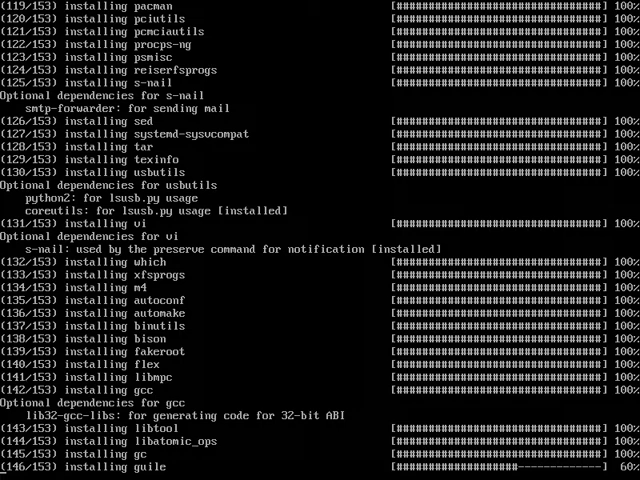 (119/153) installing pacman [######################] 100%
(120/153) installing pciutils [######################] 100%
(121/153) installing pcmciautils [######################] 100%
(122/153) installing procps-ng [######################] 100%
(123/153) installing psmisc [######################] 100%
(124/153) installing reiserfsprogs [######################] 100%
(125/153) installing s-nail [######################] 100%
Optional dependencies for s-nail
smtp-forwarder: for sending mail
(126/153) installing sed [######################] 100%
(127/153) installing systemd-sysvcompat [######################] 100%
(128/153) installing tar [######################] 100%
(129/153) installing texinfo [######################] 100%
(130/153) installing usbutils [######################] 100%
Optional dependencies for usbutils
python2: for lsusb.py usage
coreutils: for lsusb.py usage [installed]
(131/153) installing vi [######################] 100%
Optional dependencies for vi
s-nail: used by the preserve command for notification [installed]
(132/153) installing which [######################] 100%
(133/153) installing xfsprogs [######################] 100%
(134/153) installing m4 [######################] 100%
(135/153) installing autoconf [######################] 100%
(136/153) installing automake [######################] 100%
(137/153) installing binutils [######################] 100%
(138/153) installing bison [######################] 100%
(139/153) installing fakeroot [######################] 100%
(140/153) installing flex [######################] 100%
(141/153) installing libmpc [######################] 100%
(142/153) installing gcc [######################] 100%
Optional dependencies for gcc
lib32-gcc-libs: for generating code for 32-bit ABI
(143/153) installing libtool [######################] 100%
(144/153) installing libatomic_ops [######################] 100%
(145/153) installing gc [######################] 100%
(146/153) installing guile [#############---------] 60%